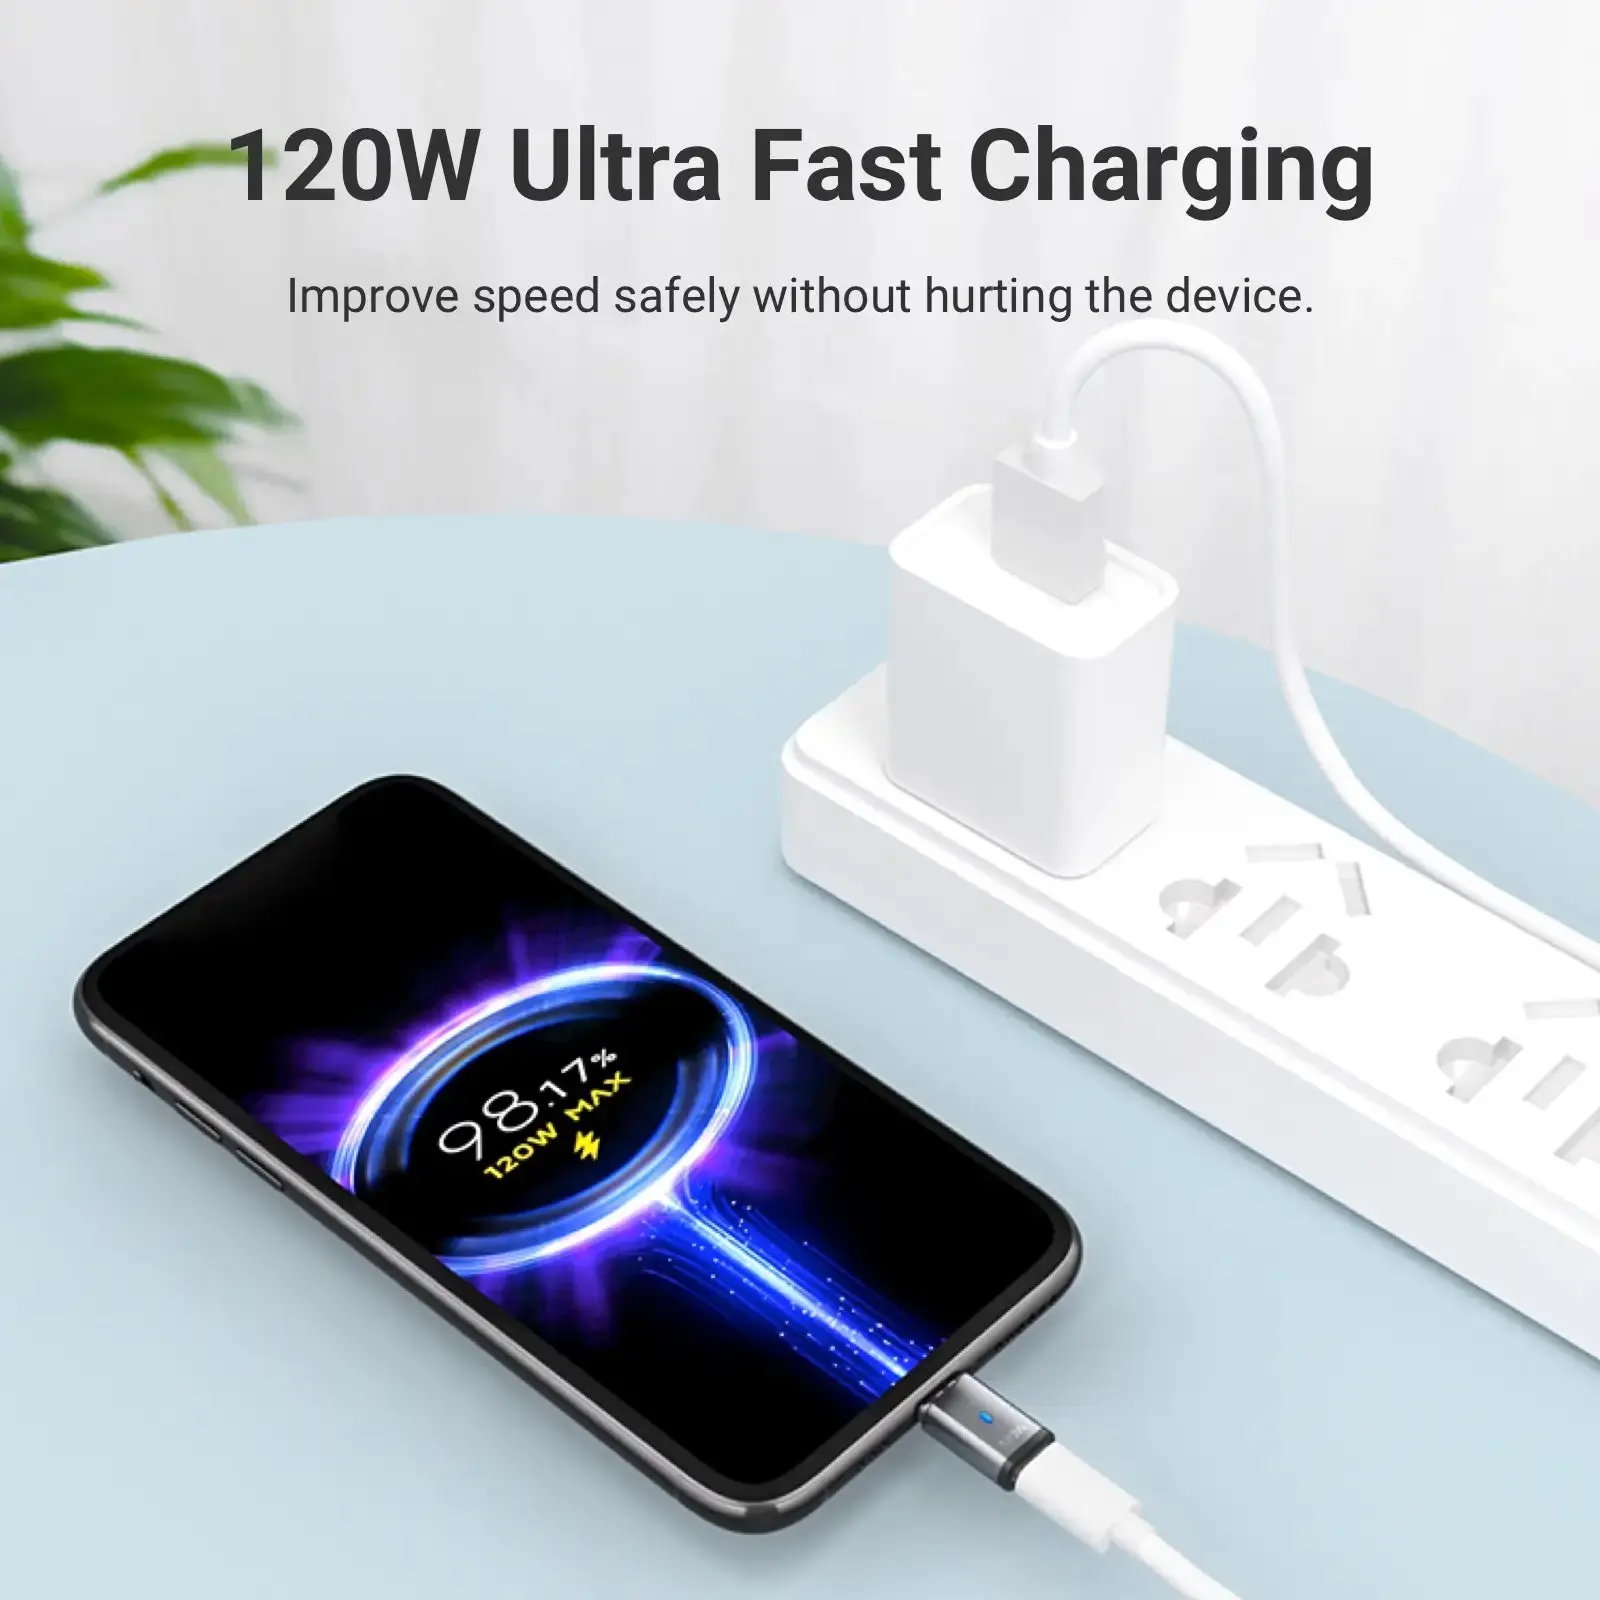 120W Ultra Fast Charging
Improve speed safely without hurting the device.
98.17%
120W MAX